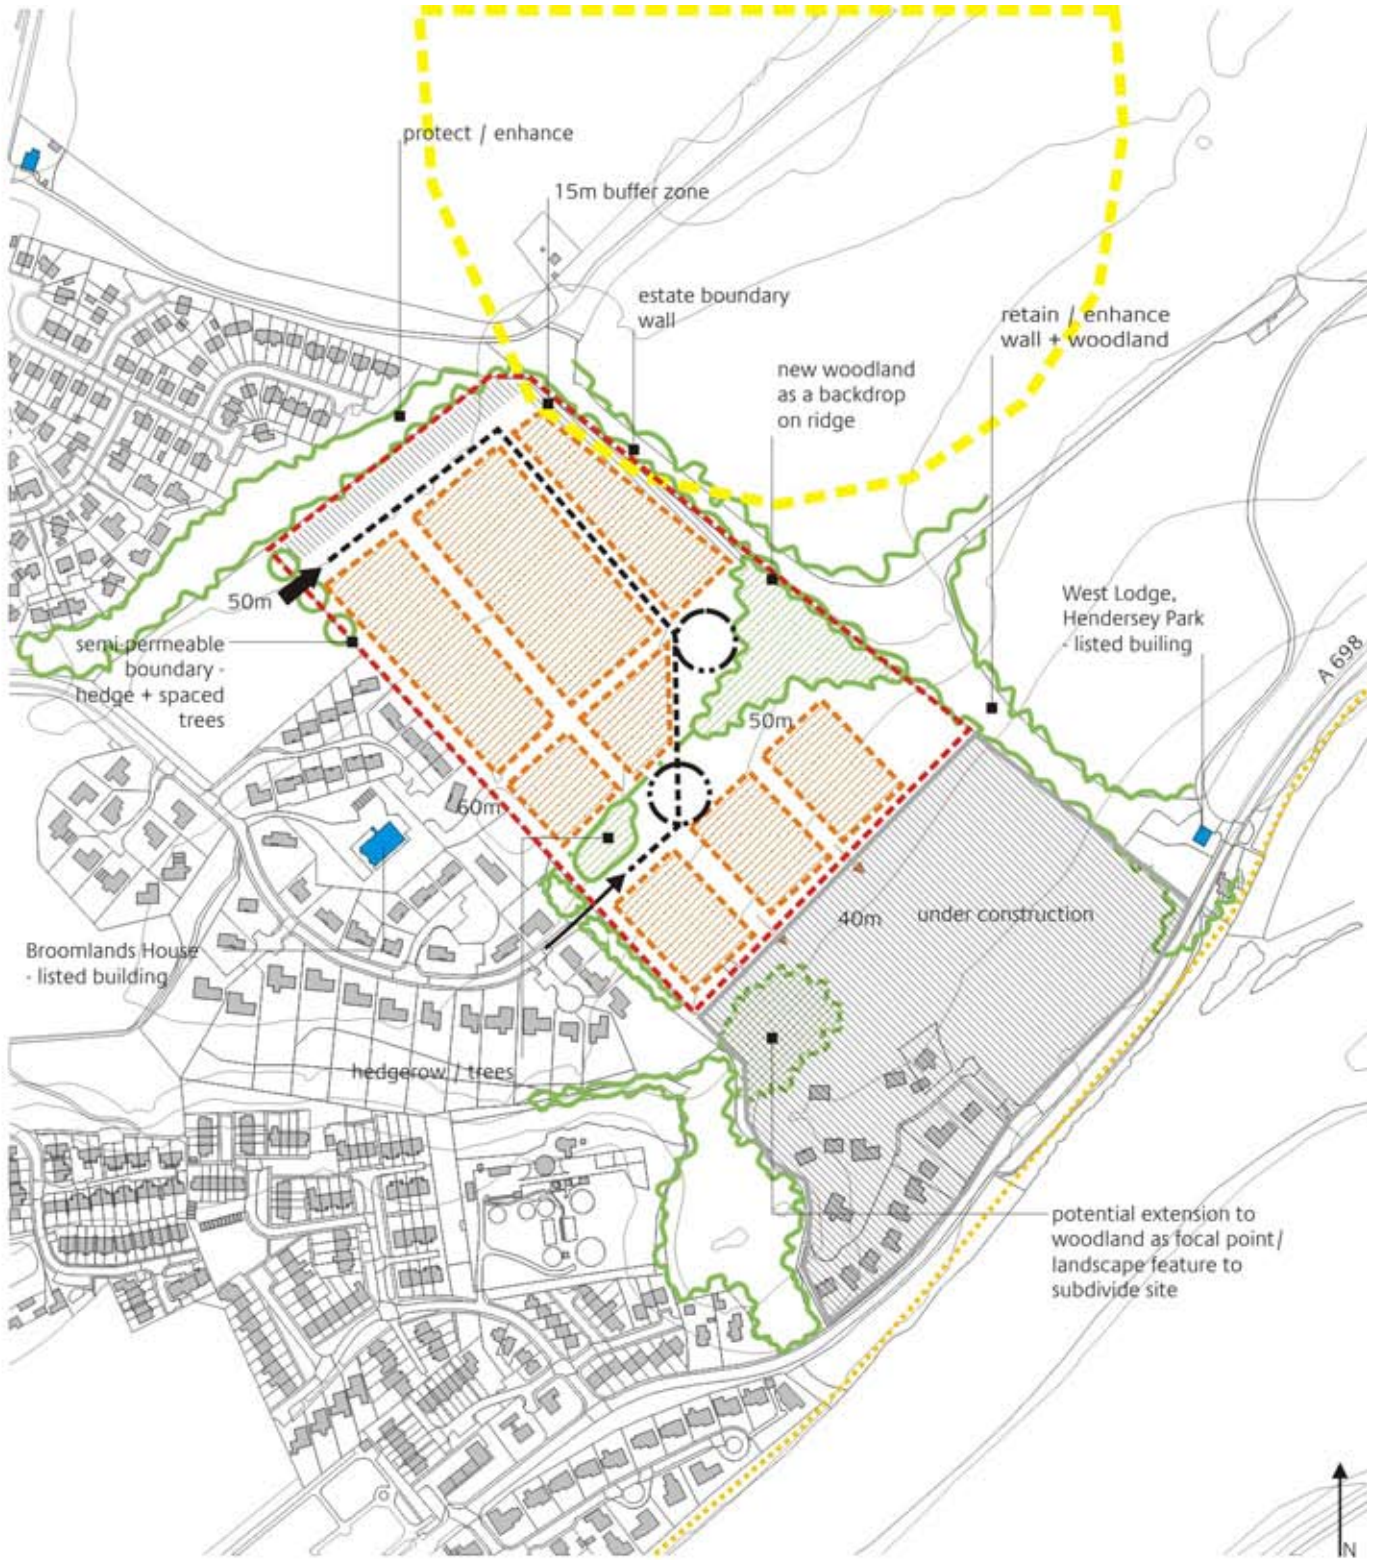 protect / enhance
15m buffer zone
estate boundary
wall
retain / enhance
wall + woodland
new woodland
as a backdrop
on ridge
West Lodge,
Hendersey Park
- listed builing
A 698
50m
semi-permeable
boundary -
hedge + spaced
trees
50m
60m
40m
under construction
Broomlands House
- listed building
hedgerow / trees
potential extension to
woodland as focal point/
landscape feature to
subdivide site
N